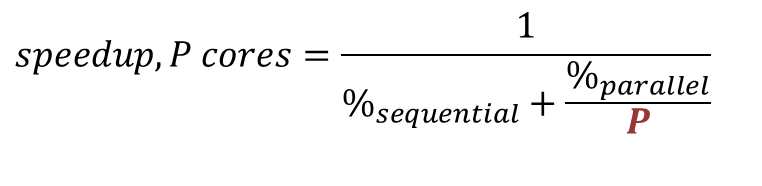 speedup, P cores = 1 / (%sequential + %parallel / P)